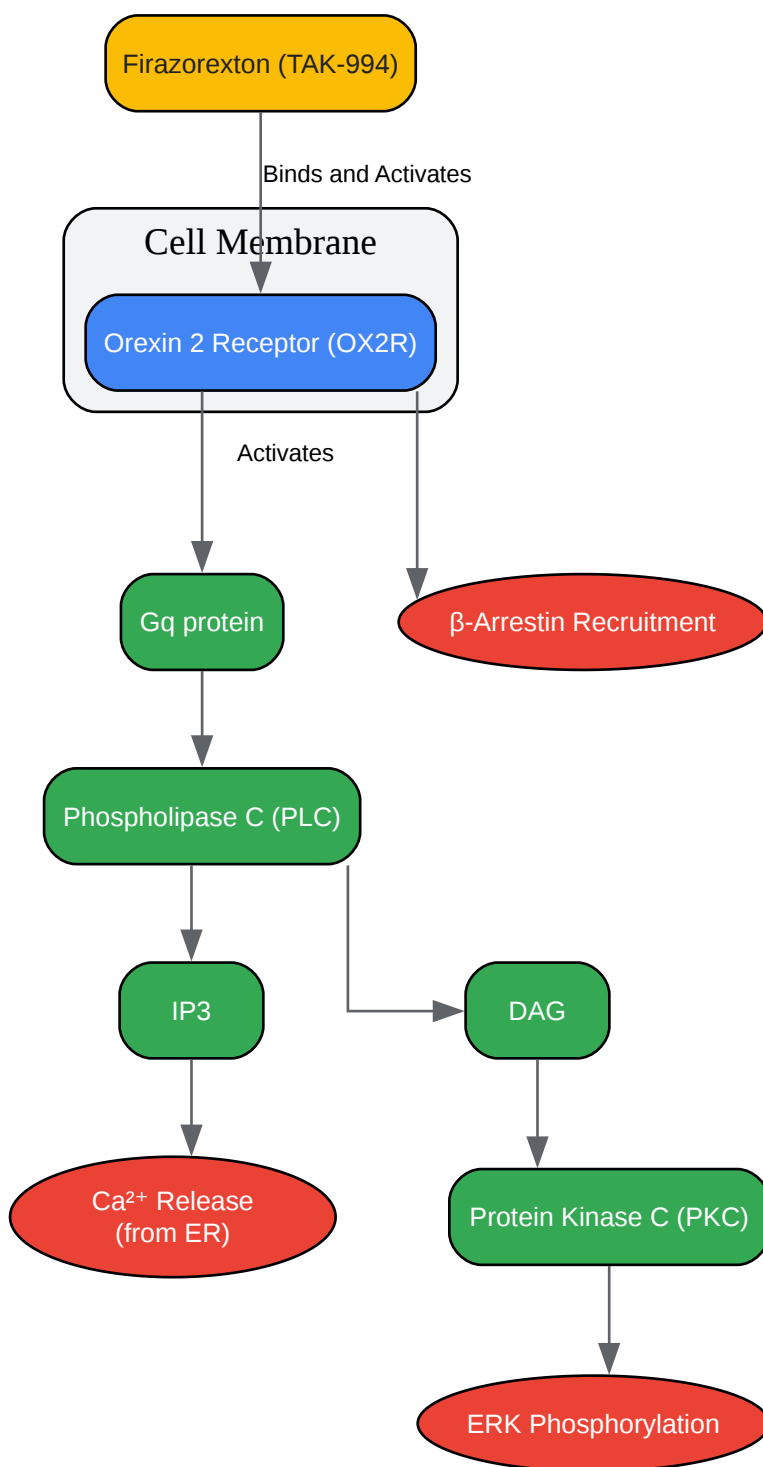 Firazorexton (TAK-994)
Binds and Activates
Cell Membrane
Orexin 2 Receptor (OX2R)
Activates
Gq protein
β-Arrestin Recruitment
Phospholipase C (PLC)
IP3
DAG
Ca²⁺ Release
(from ER)
Protein Kinase C (PKC)
ERK Phosphorylation